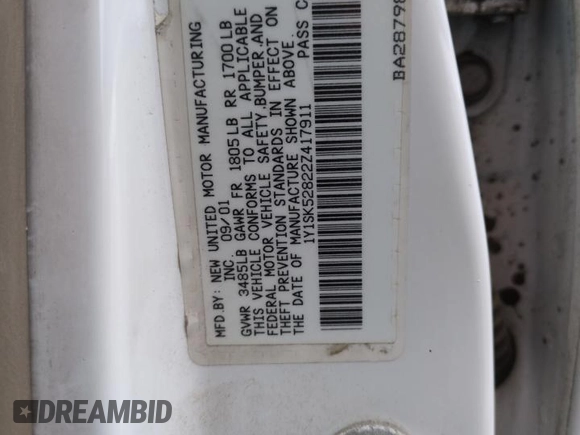 MFD.BY: NEW UNITED MOTOR MANUFACTURING
INC. 09/01
GVWR 3485LB GAWR FR 1805LB RR 1700LB
THIS VEHICLE CONFORMS TO ALL APPLICABLE
FEDERAL MOTOR VEHICLE SAFETY,BUMPER,AND
THEFT PREVENTION STANDARDS IN EFFECT ON
THE DATE OF MANUFACTURE SHOWN ABOVE.
1Y1SK52822Z417911 PASS C
BA28798
DREAMBID